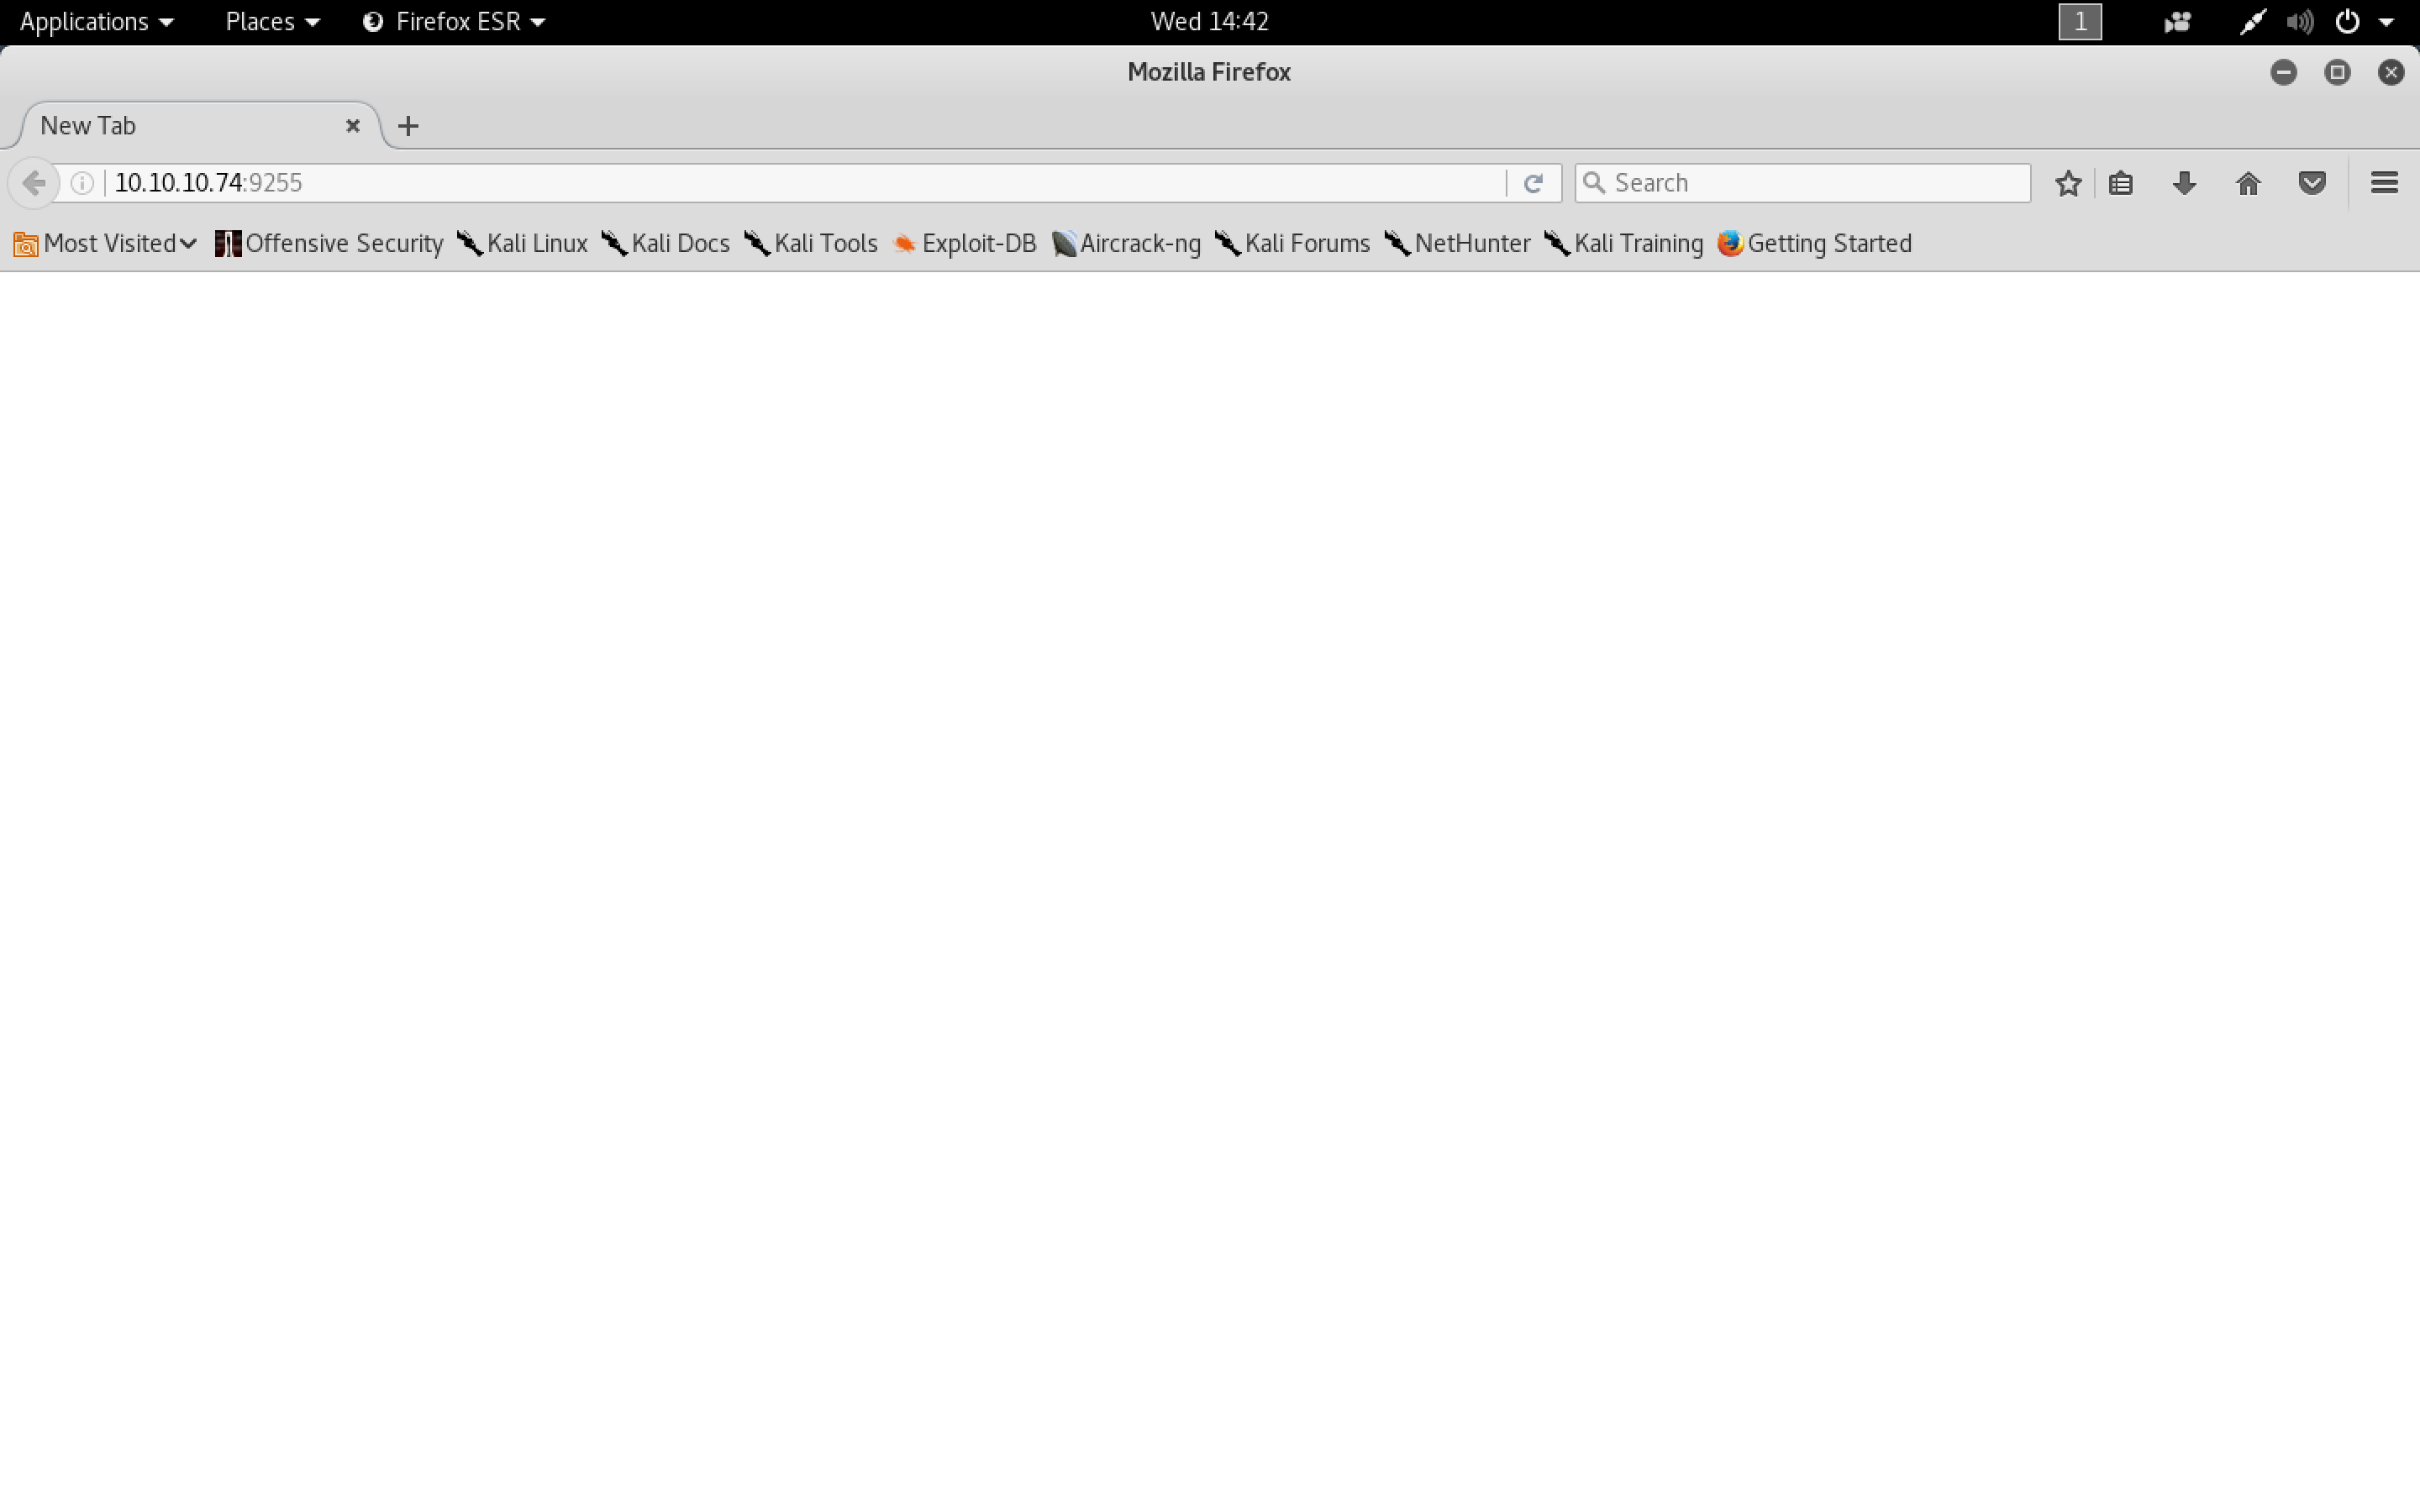 Applications Places Firefox ESR Wed 14:42 1
Mozilla Firefox
New Tab
10.10.10.74:9255 Search
Most Visited Offensive Security Kali Linux Kali Docs Kali Tools Exploit-DB Aircrack-ng Kali Forums NetHunter Kali Training Getting Started